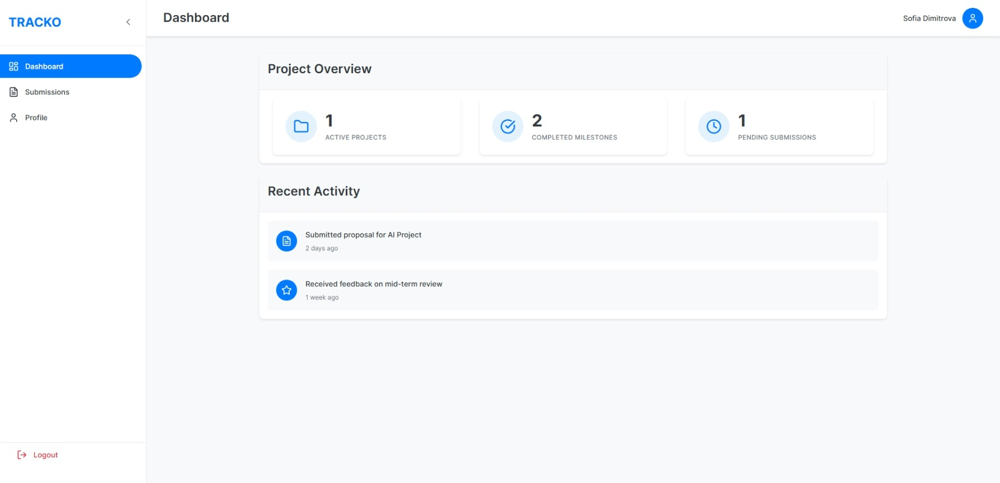 TRACKO
Dashboard
Submissions
Profile
Logout
Dashboard
Sofia Dimitrova
Project Overview
1
ACTIVE PROJECTS
2
COMPLETED MILESTONES
1
PENDING SUBMISSIONS
Recent Activity
Submitted proposal for AI Project
2 days ago
Received feedback on mid-term review
1 week ago